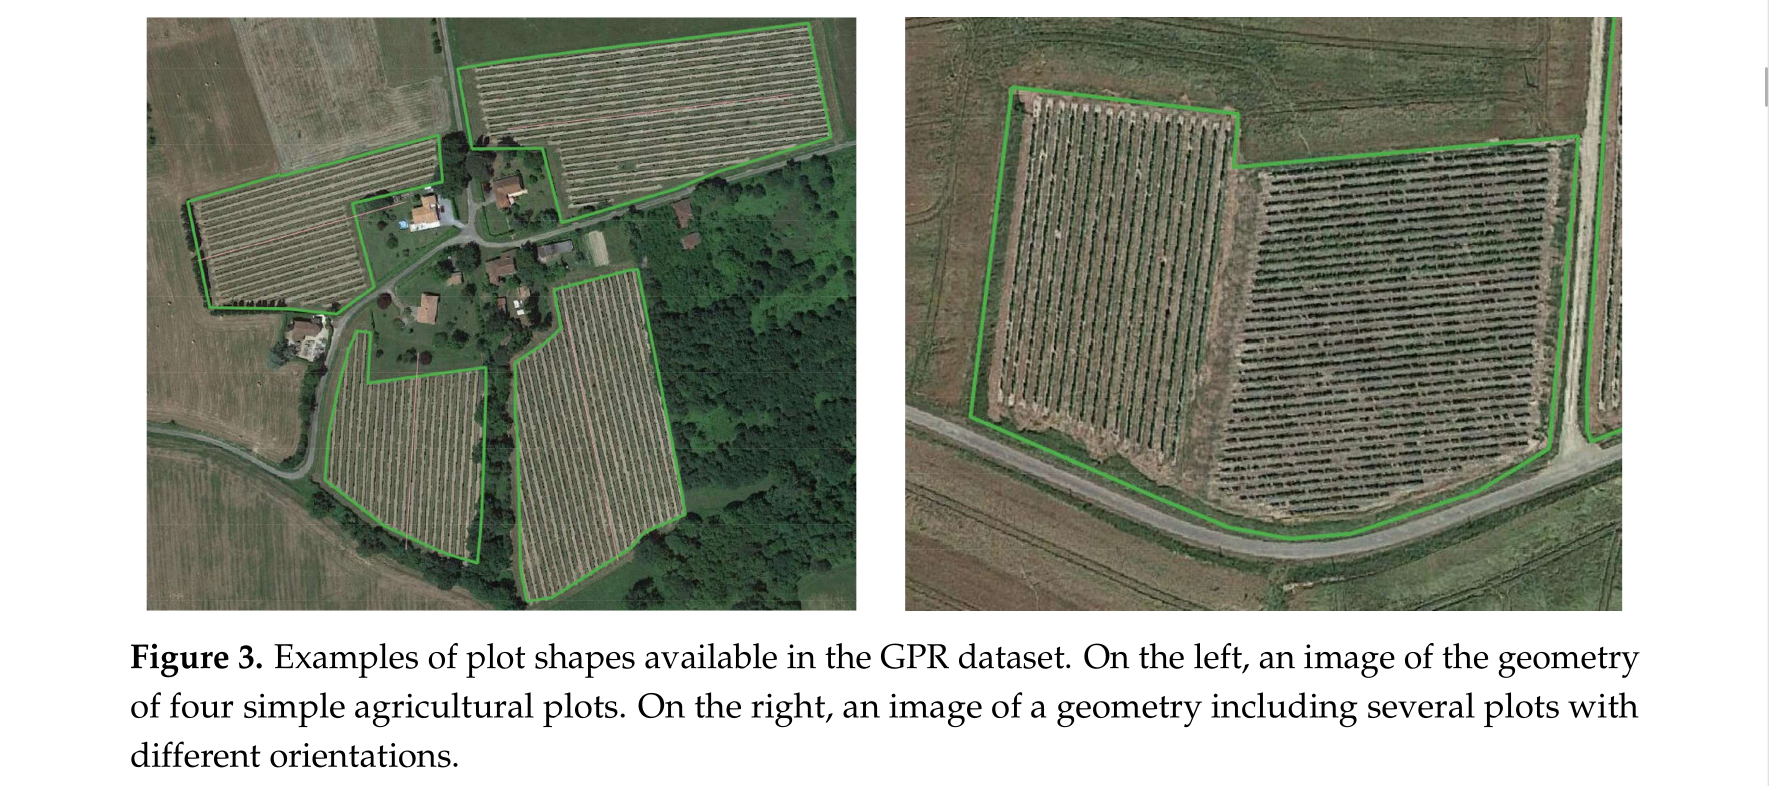 Figure 3. Examples of plot shapes available in the GPR dataset. On the left, an image of the geometry
of four simple agricultural plots. On the right, an image of a geometry including several plots with
different orientations.